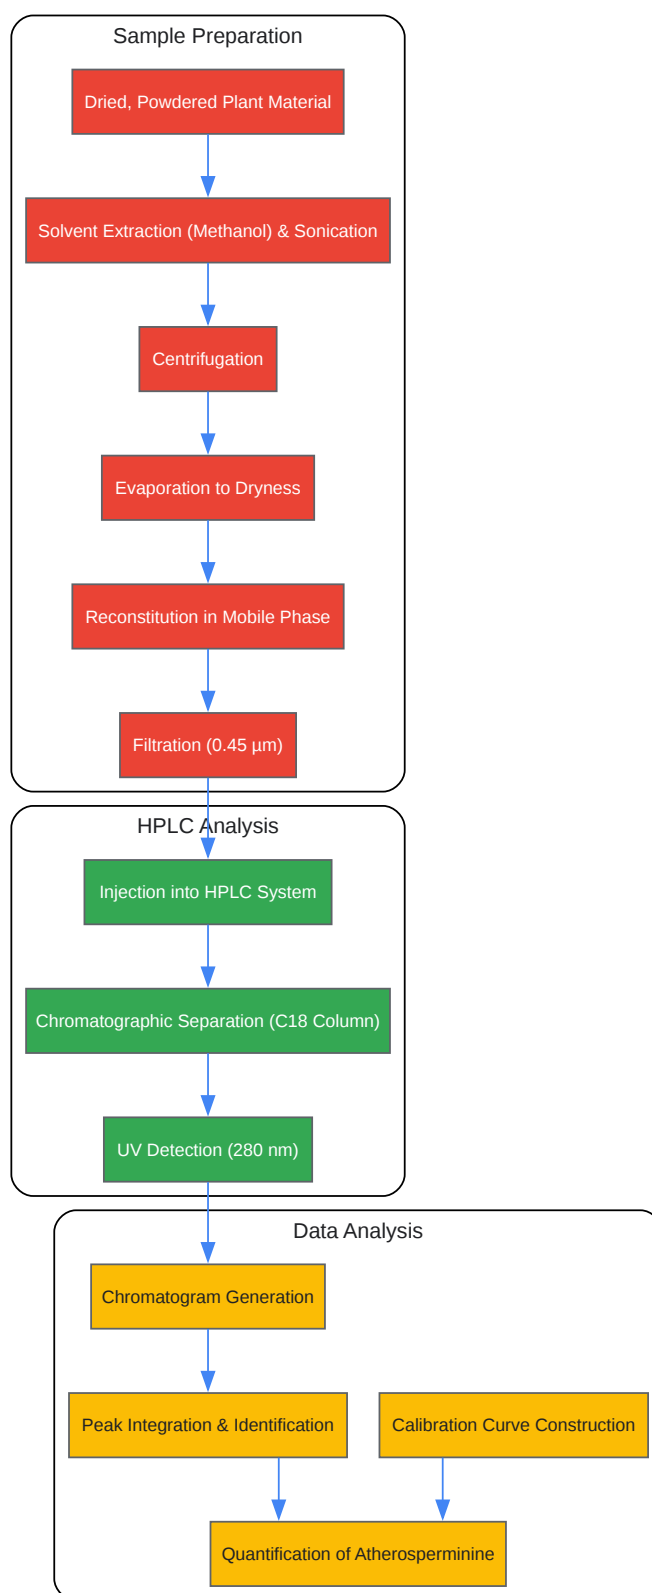 Sample Preparation
Dried, Powdered Plant Material
Solvent Extraction (Methanol) & Sonication
Centrifugation
Evaporation to Dryness
Reconstitution in Mobile Phase
Filtration (0.45 µm)
HPLC Analysis
Injection into HPLC System
Chromatographic Separation (C18 Column)
UV Detection (280 nm)
Data Analysis
Chromatogram Generation
Peak Integration & Identification
Calibration Curve Construction
Quantification of Atherosperminine